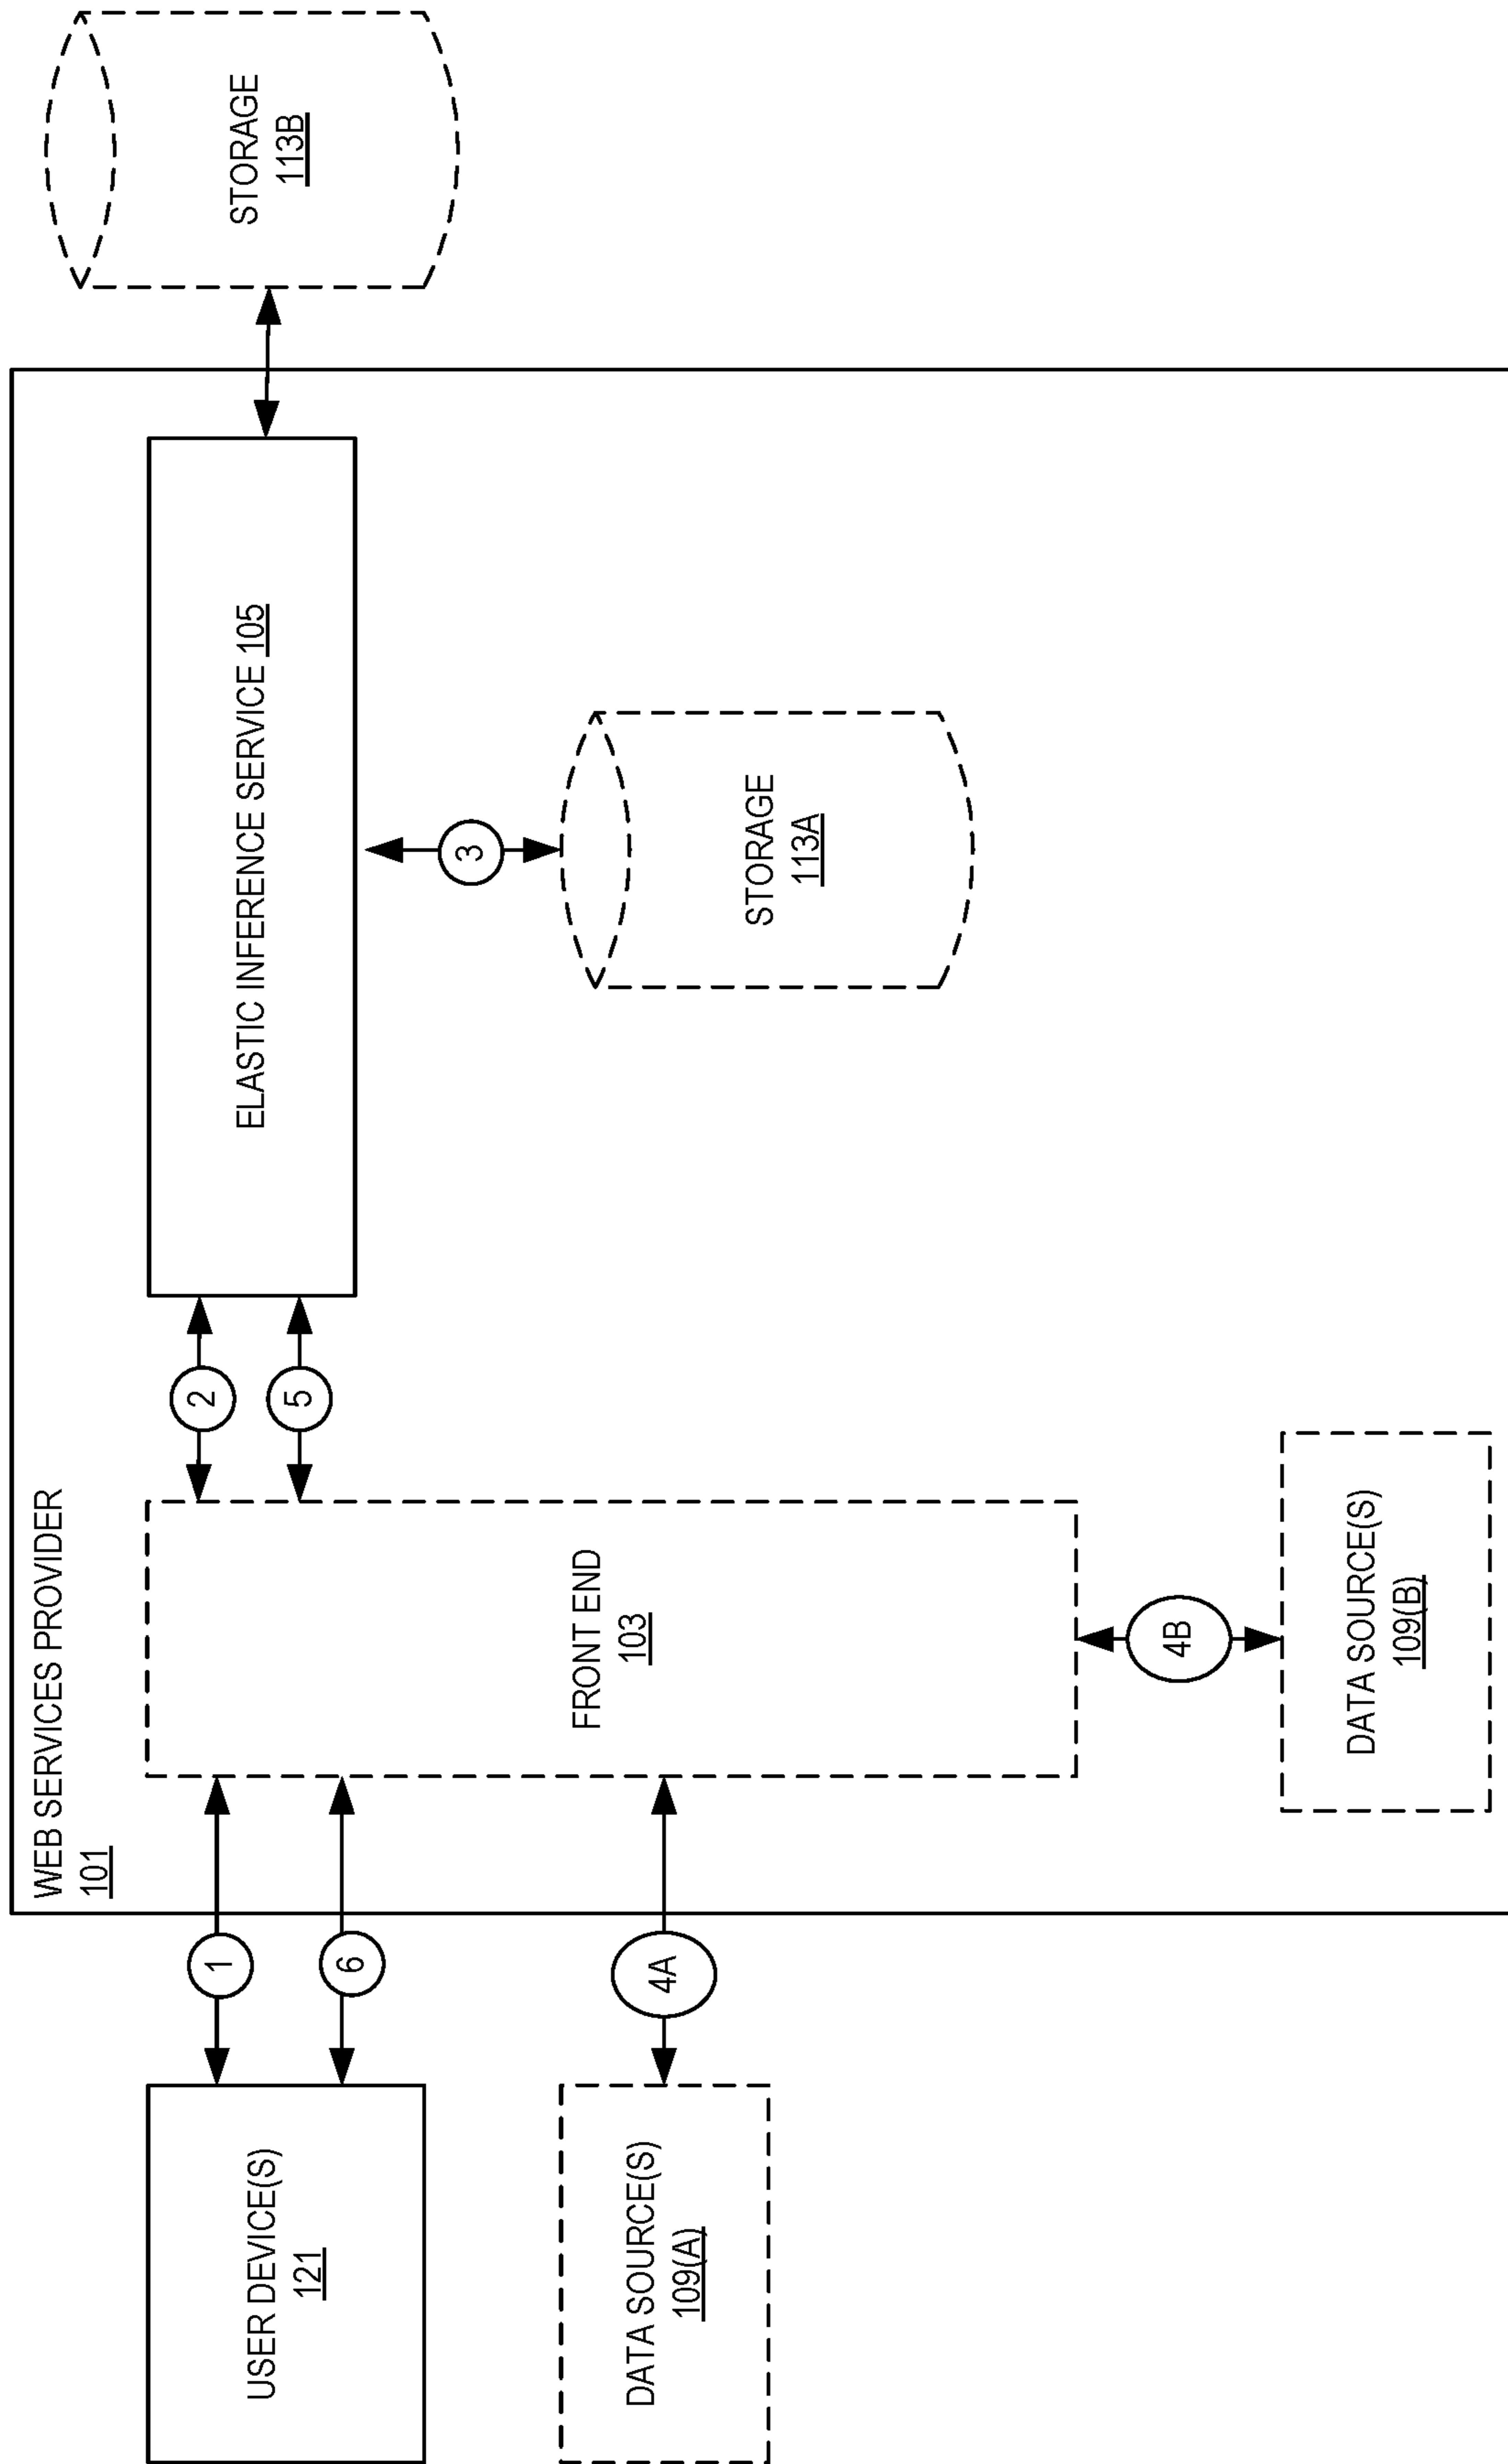 WEB SERVICES PROVIDER
101
USER DEVICE(S)
121
1
6
DATA SOURCE(S)
109(A)
4A
FRONT END
103
2
5
4B
DATA SOURCE(S)
109(B)
ELASTIC INFERENCE SERVICE 105
3
STORAGE
113A
STORAGE
113B